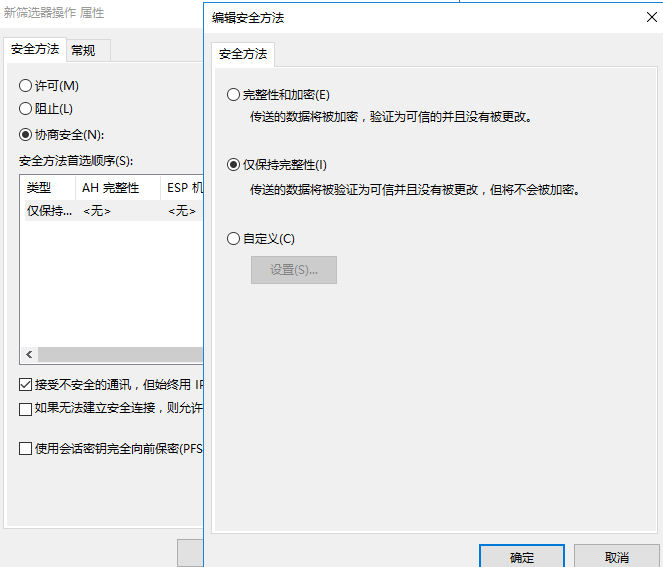 新筛选器操作 属性
安全方法 常规
许可(M)
阻止(L)
协商安全(N):
安全方法首选顺序(S):
类型 AH 完整性 ESP 机
仅保持... <无> <无>
接受不安全的通讯，但始终用 IP
如果无法建立安全连接，则允许
使用会话密钥完全向前保密(PFS
编辑安全方法
安全方法
完整性和加密(E)
传送的数据将被加密，验证为可信的并且没有被更改。
仅保持完整性(I)
传送的数据将被验证为可信并且没有被更改，但将不会被加密。
自定义(C)
设置(S)...
确定 取消